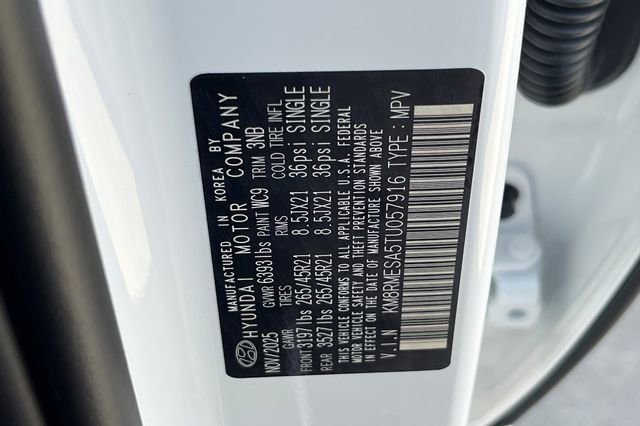 MANUFACTURED IN KOREA BY
HYUNDAI MOTOR COMPANY
NOV/2025 GVWR 6393 lbs PAINT WC9 TRIM 3NB
GAWR TIRES RIMS COLD TIRE INFL
FRONT 3197 lbs 265/45R21 8.5JX21 36psi SINGLE
REAR 3527 lbs 265/45R21 8.5JX21 36psi SINGLE
THIS VEHICLE CONFORMS TO ALL APPLICABLE U.S.A. FEDERAL
MOTOR VEHICLE SAFETY AND THEFT PREVENTION STANDARDS
IN EFFECT ON THE DATE OF MANUFACTURE SHOWN ABOVE.
V.I.N KM8RMESA5TU057916 TYPE : MPV